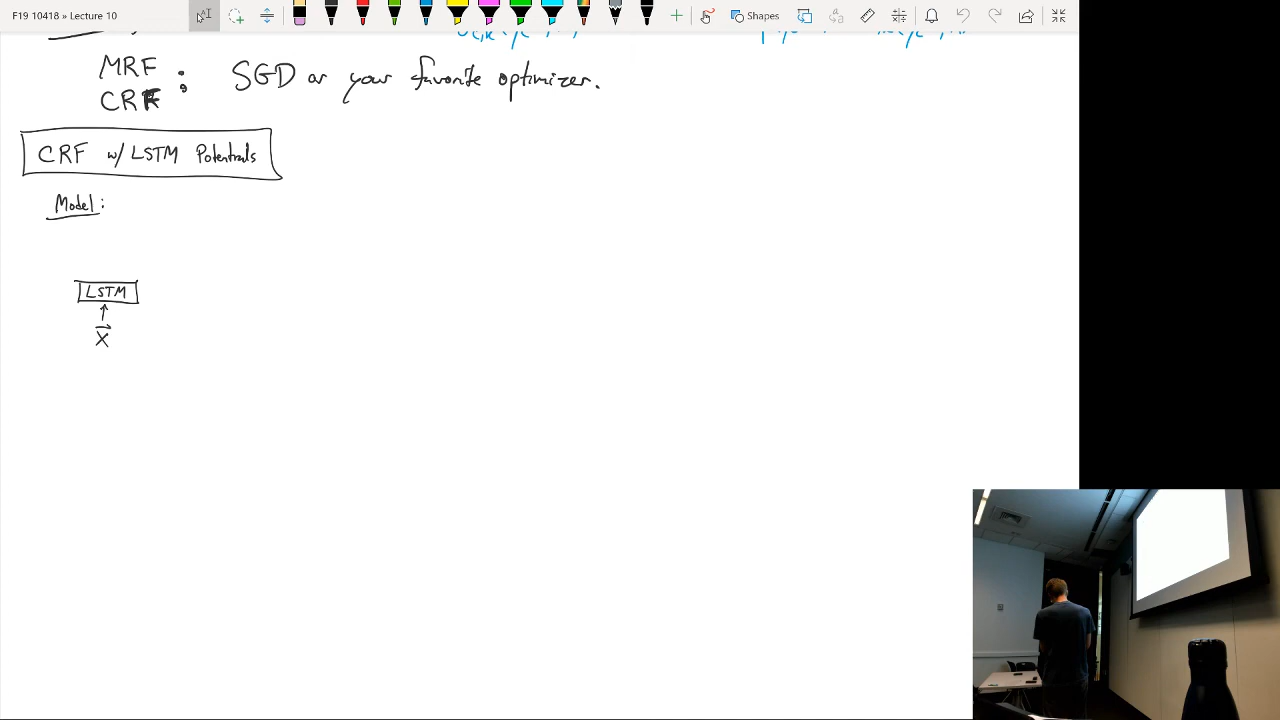 F19 10418 » Lecture 10
Shapes
MRF
CRF : SGD or your favorite optimizer.
CRF w/ LSTM Potentials
Model:
LSTM
X